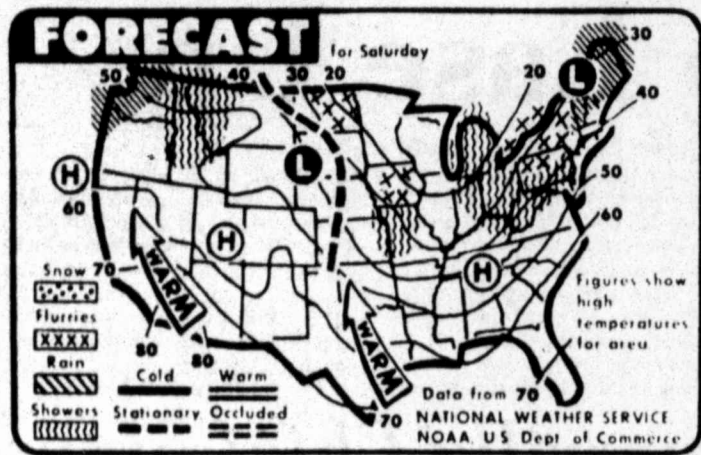 FORECAST
for Saturday
50 40 30 20 20 30
L
40
H
L
50
60
60
H
H
Snow 70
WARM
Flurries
80
80
Rain
Showers
Cold Warm
Stationary Occluded
WARM
70
Figures show
high
temperatures
for area
Data from 70
NATIONAL WEATHER SERVICE
NOAA, U.S. Dept. of Commerce